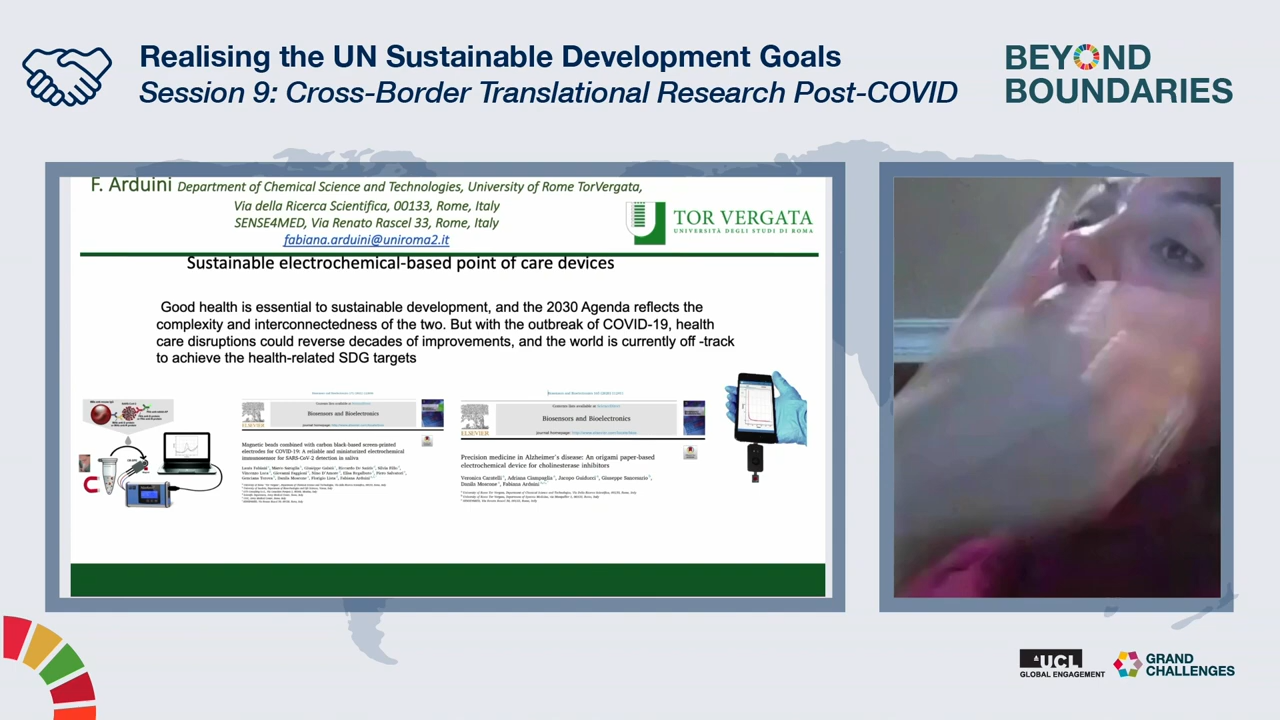 Realising the UN Sustainable Development Goals
Session 9: Cross-Border Translational Research Post-COVID
BEYOND
BOUNDARIES
F. Arduini Department of Chemical Science and Technologies, University of Rome TorVergata,
Via della Ricerca Scientifica, 00133, Rome, Italy
SENSE4MED, Via Renato Rascel 33, Rome, Italy
fabiana.arduini@uniroma2.it
TOR VERGATA
UNIVERSITÀ DEGLI STUDI DI ROMA
Sustainable electrochemical-based point of care devices
Good health is essential to sustainable development, and the 2030 Agenda reflects the
complexity and interconnectedness of the two. But with the outbreak of COVID-19, health
care disruptions could reverse decades of improvements, and the world is currently off -track
to achieve the health-related SDG targets
Biosensors and Bioelectronics
ELSEVIER
Magnetic beads combined with carbon black-based screen-printed
electrodes for COVID-19: A reliable and miniaturized electrochemical
immunosensor for SARS-CoV-2 detection in saliva
Biosensors and Bioelectronics
ELSEVIER
Precision medicine in Alzheimer's disease: An origami paper-based
electrochemical device for cholinesterase inhibitors
UCL
GLOBAL ENGAGEMENT
GRAND
CHALLENGES